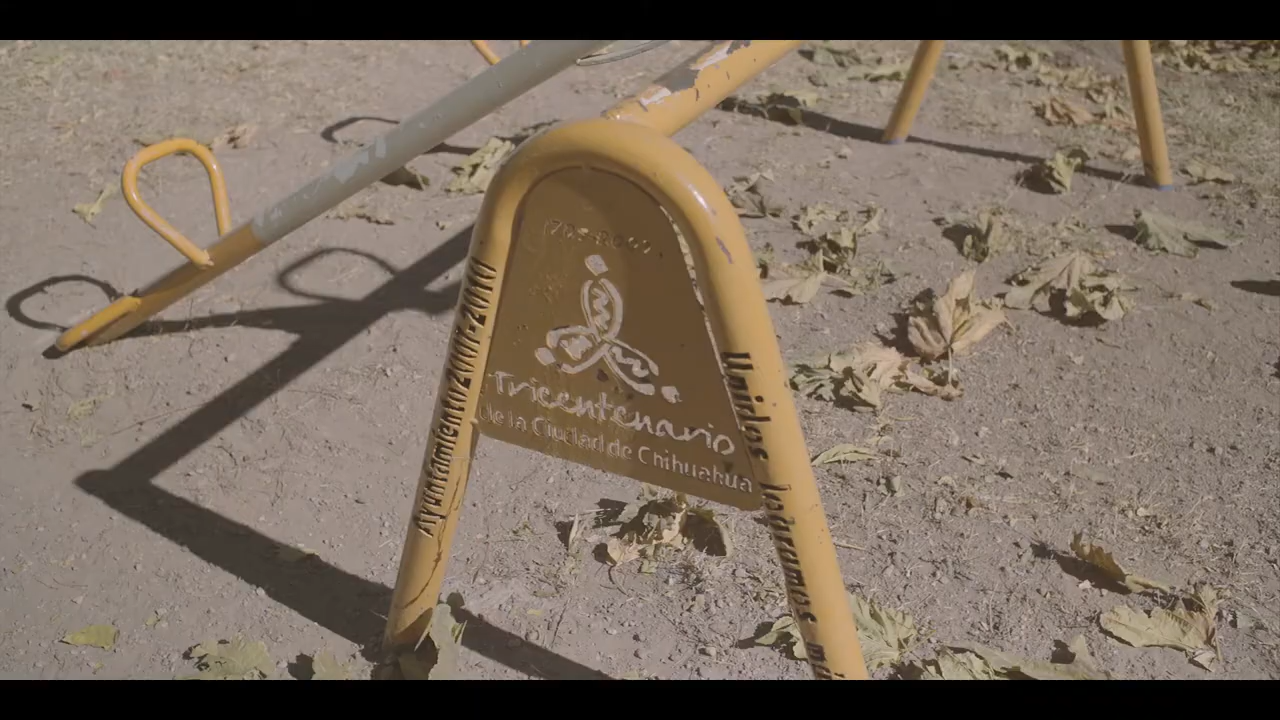 1709-2009
Tricentenario
de la Ciudad de Chihuahua
Ayuntamiento 2007-2010
Unidos logramos